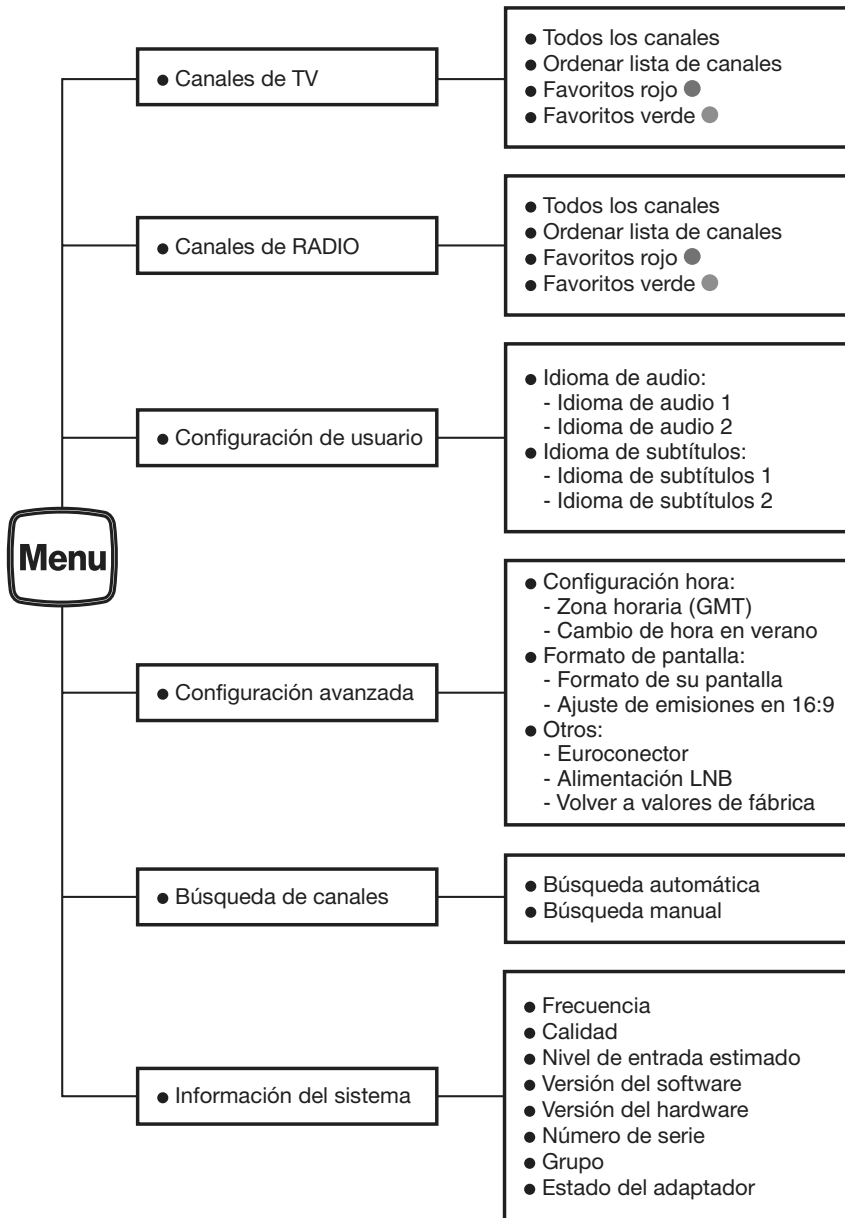 ● Canales de TV
● Todos los canales
● Ordenar lista de canales
● Favoritos rojo ●
● Favoritos verde ●
● Canales de RADIO
● Todos los canales
● Ordenar lista de canales
● Favoritos rojo ●
● Favoritos verde ●
● Configuración de usuario
● Idioma de audio:
- Idioma de audio 1
- Idioma de audio 2
● Idioma de subtítulos:
- Idioma de subtítulos 1
- Idioma de subtítulos 2
Menu
● Configuración avanzada
● Configuración hora:
- Zona horaria (GMT)
- Cambio de hora en verano
● Formato de pantalla:
- Formato de su pantalla
- Ajuste de emisiones en 16:9
● Otros:
- Euroconector
- Alimentación LNB
- Volver a valores de fábrica
● Búsqueda de canales
● Búsqueda automática
● Búsqueda manual
● Información del sistema
● Frecuencia
● Calidad
● Nivel de entrada estimado
● Versión del software
● Versión del hardware
● Número de serie
● Grupo
● Estado del adaptador